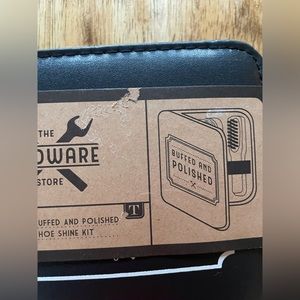 THE
DWARE
STORE
BUFFED AND
POLISHED
UFFED AND POLISHED
HOE SHINE KIT
T